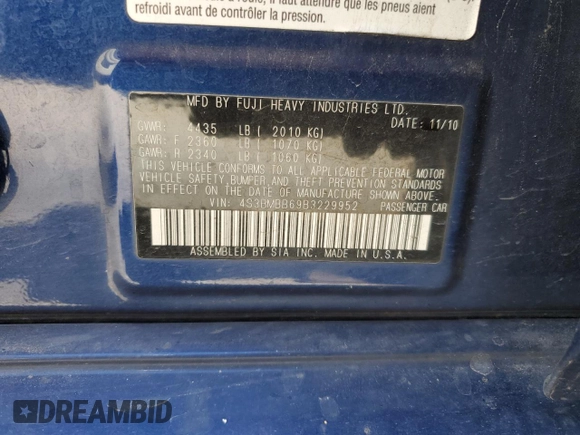 refroidi avant de contrôler la pression.
MFD BY FUJI HEAVY INDUSTRIES LTD.
DATE: 11/10
GVWR: 4435 LB ( 2010 KG)
GAWR: F 2360 LB ( 1070 KG)
GAWR: R 2340 LB ( 1060 KG)
THIS VEHICLE CONFORMS TO ALL APPLICABLE FEDERAL MOTOR
VEHICLE SAFETY, BUMPER, AND THEFT PREVENTION STANDARDS
IN EFFECT ON THE DATE OF MANUFACTURE SHOWN ABOVE.
VIN: 4S3BMBB69B3229952 PASSENGER CAR
ASSEMBLED BY SIA INC. MADE IN U.S.A.
DREAMBID